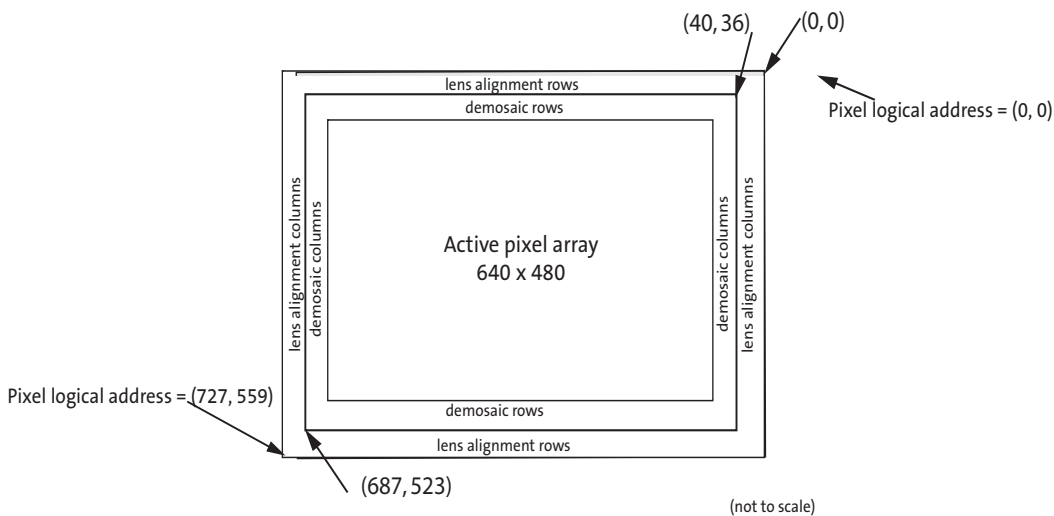 (40, 36)
(0, 0)
Pixel logical address = (0, 0)
lens alignment rows
demosaic rows
lens alignment columns
demosaic columns
Active pixel array
640 x 480
demosaic columns
lens alignment columns
Pixel logical address = (727, 559)
demosaic rows
lens alignment rows
(687, 523)
(not to scale)